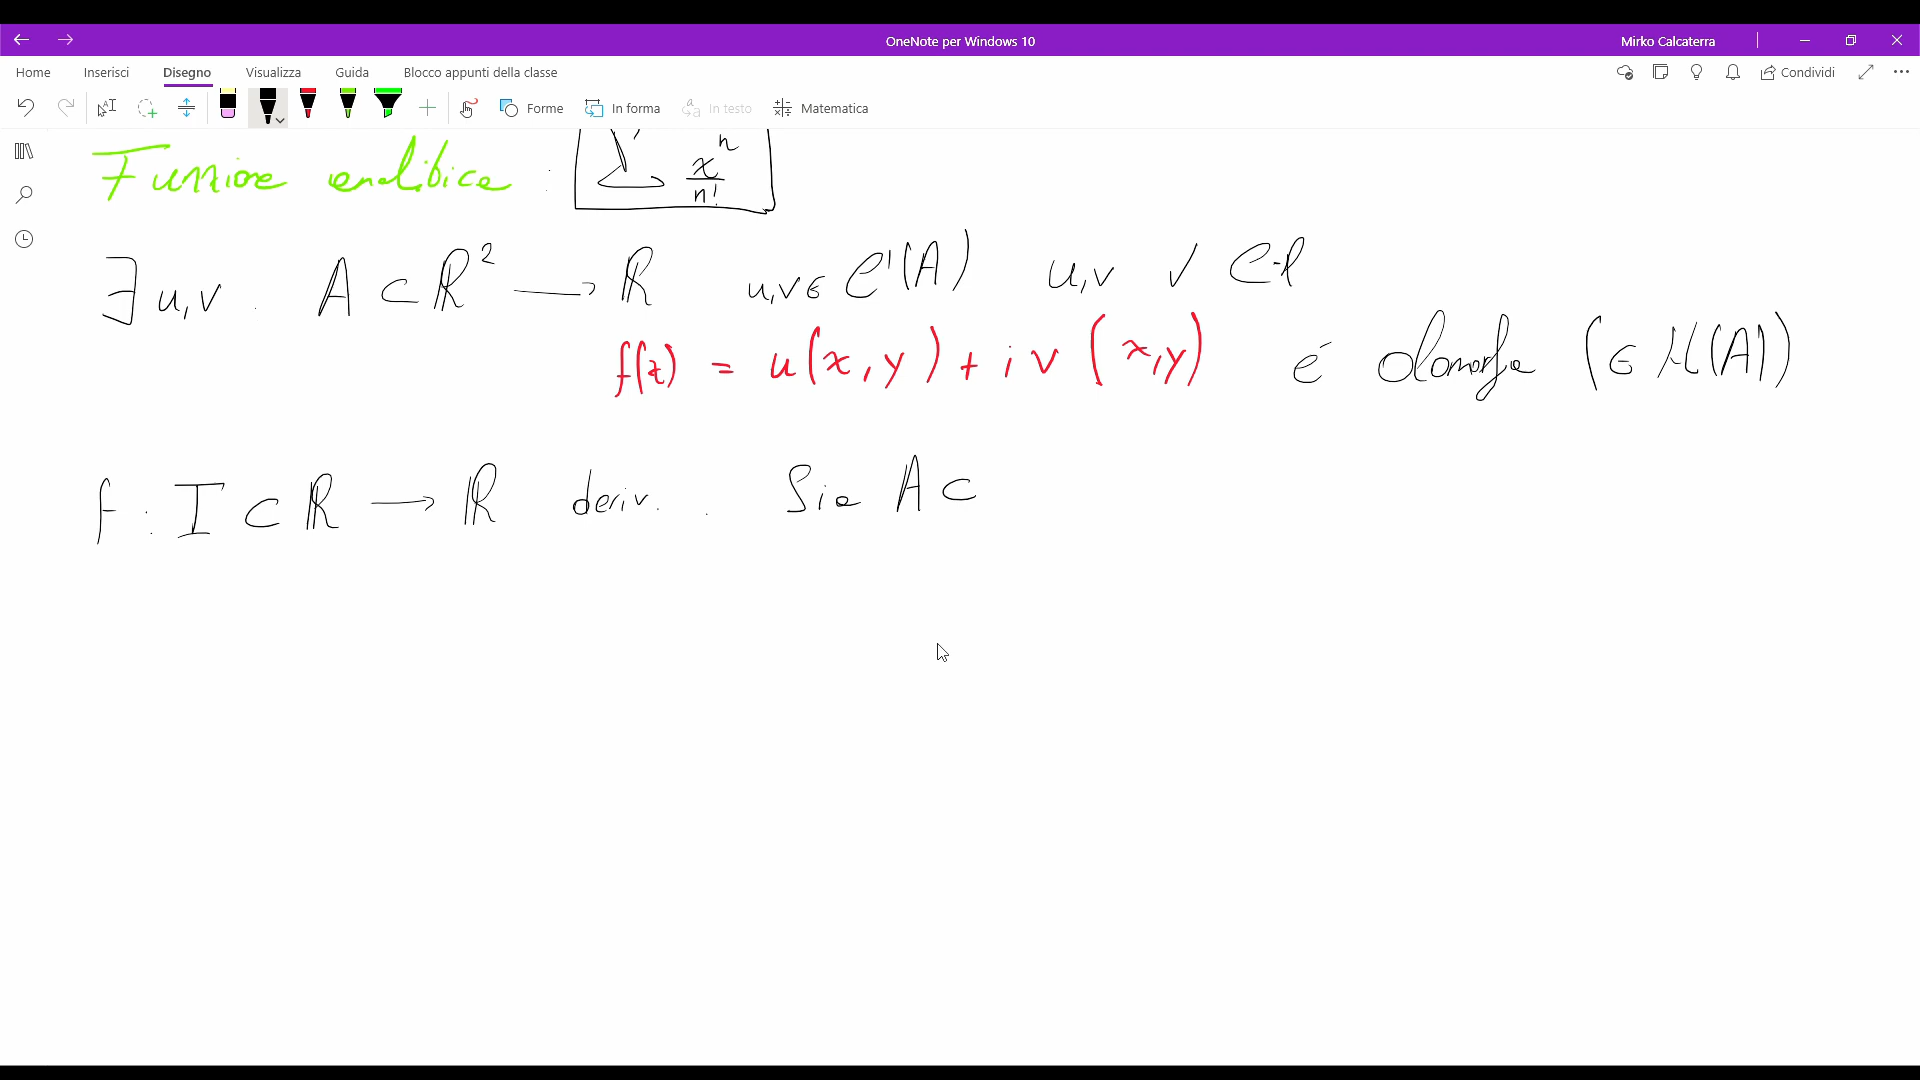 OneNote per Windows 10
Mirko Calcaterra
Home Inserisci Disegno Visualizza Guida Blocco appunti della classe
Condividi
Forme In forma In testo Matematica
Funzione analitica : ∑ xⁿ/n!
∃ u,v : A ⊂ ℝ² → ℝ u,v ∈ C¹(A) u,v ✓ C-R
f(z) = u(x,y) + i v (x,y) é olomorfa (∈ H(A))
f : I ⊂ ℝ → ℝ deriv. . Sia A ⊂